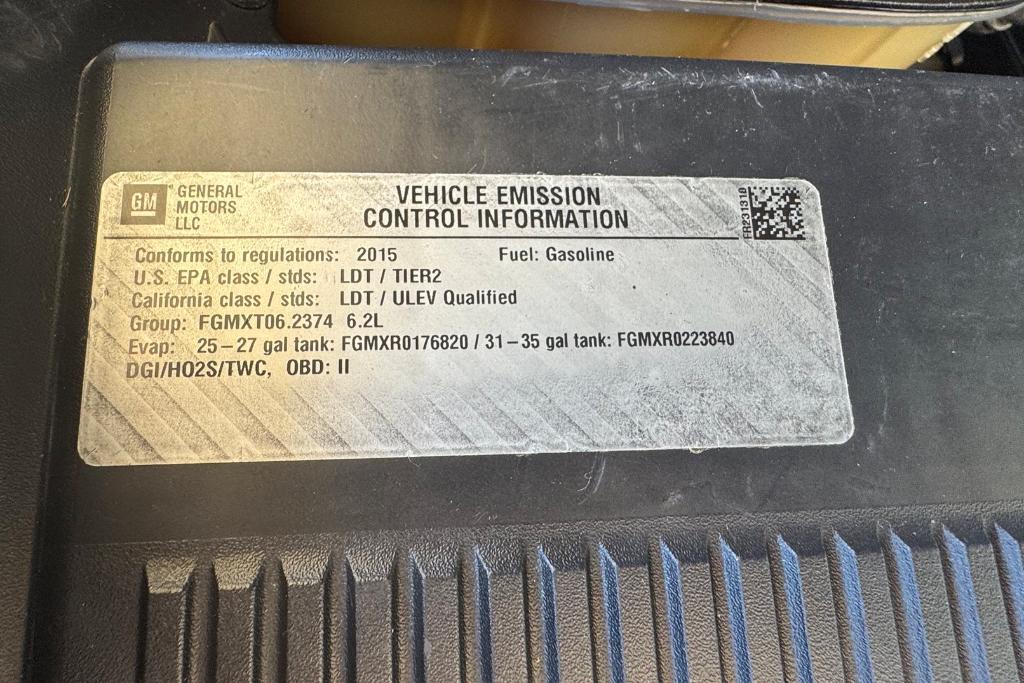 GM
GENERAL
MOTORS
LLC
VEHICLE EMISSION
CONTROL INFORMATION
FR231310
Conforms to regulations: 2015 Fuel: Gasoline
U.S. EPA class / stds: LDT / TIER2
California class / stds: LDT / ULEV Qualified
Group: FGMXT06.2374 6.2L
Evap: 25–27 gal tank: FGMXR0176820 / 31–35 gal tank: FGMXR0223840
DGI/HO2S/TWC, OBD: II